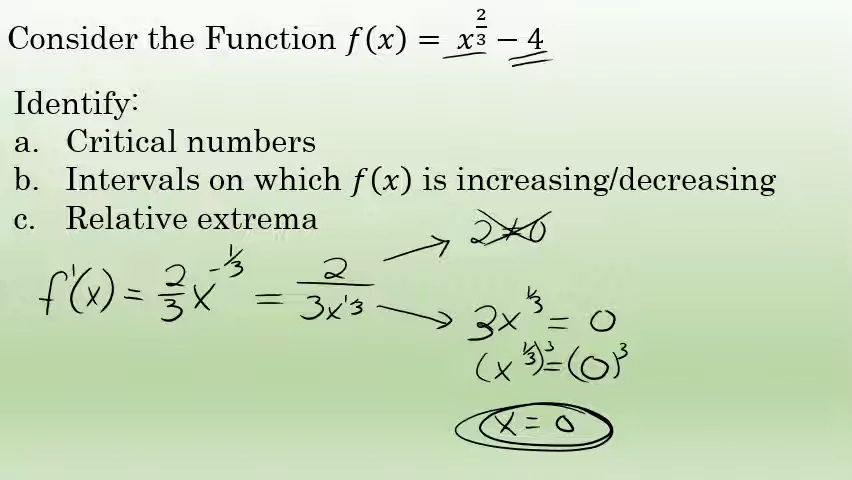 Consider the Function f(x) = x^(2/3) − 4
Identify:
a. Critical numbers
b. Intervals on which f(x) is increasing/decreasing
c. Relative extrema
2≠0
f'(x) = 2/3 x^(-1/3) = 2/(3x^(1/3))
3x^(1/3) = 0
(x^(1/3))^3 = (0)^3
x = 0